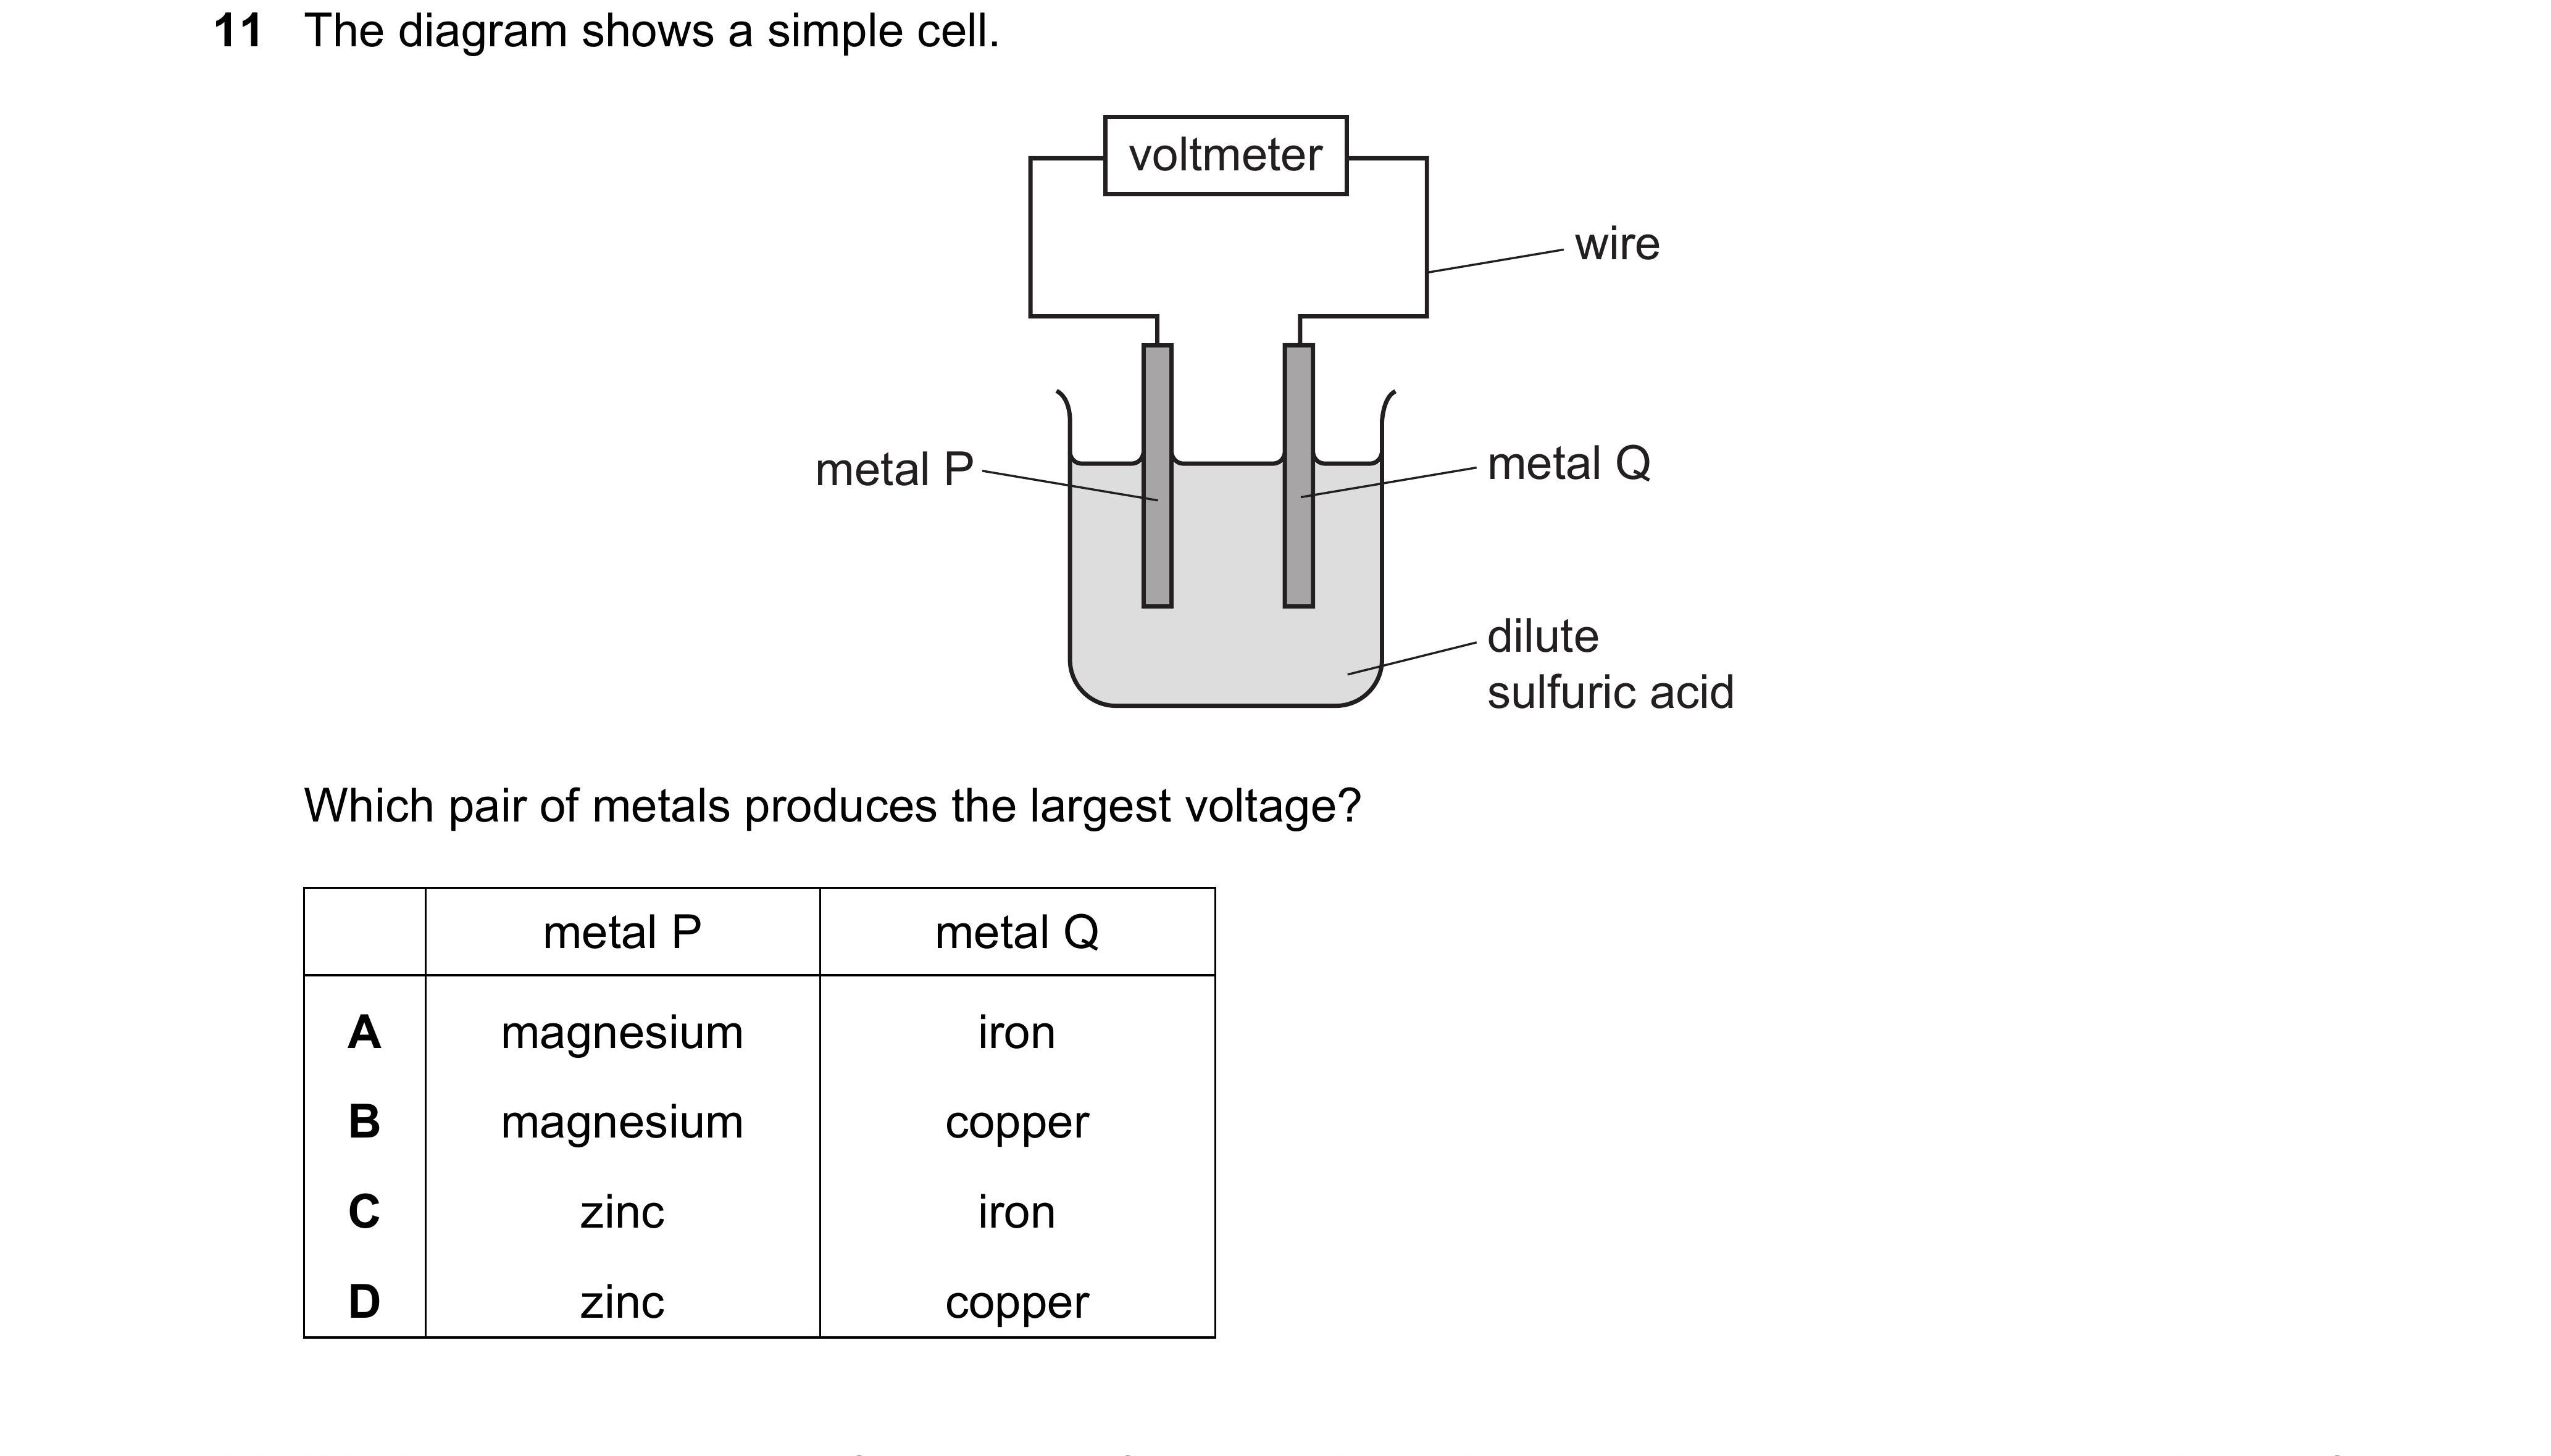 11 The diagram shows a simple cell.
voltmeter
wire
metal P
metal Q
dilute
sulfuric acid
Which pair of metals produces the largest voltage?
metal P metal Q
A magnesium iron
B magnesium copper
C zinc iron
D zinc copper